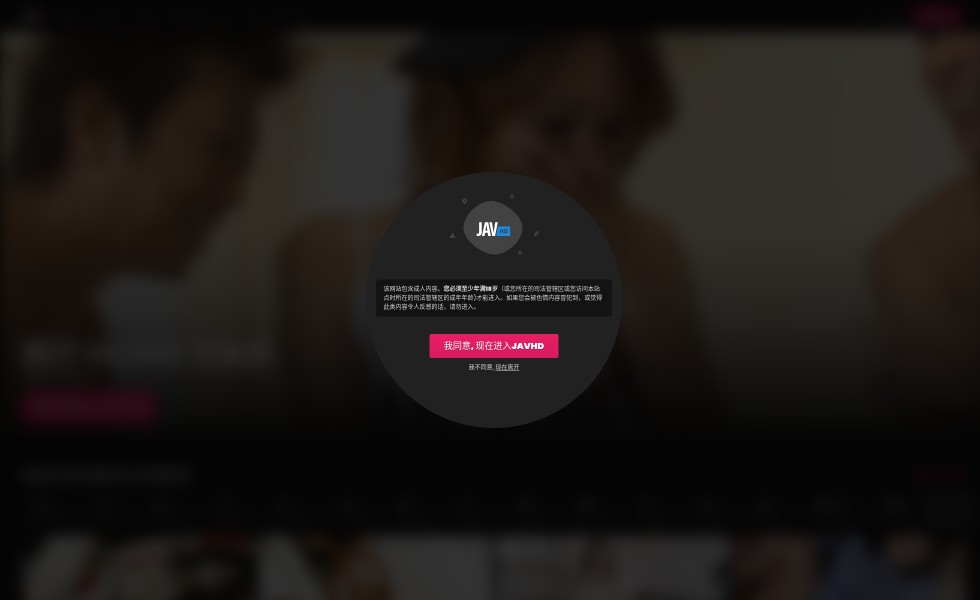 JAV HD
该网站包含成人内容。您必须至少年满18岁（或您所在的司法管辖区或您访问本站
点时所在的司法管辖区的成年年龄)才能进入。如果您会被色情内容冒犯到，或觉得
此类内容令人反感的话，请勿进入。
我同意, 现在进入JAVHD
我不同意, 现在离开